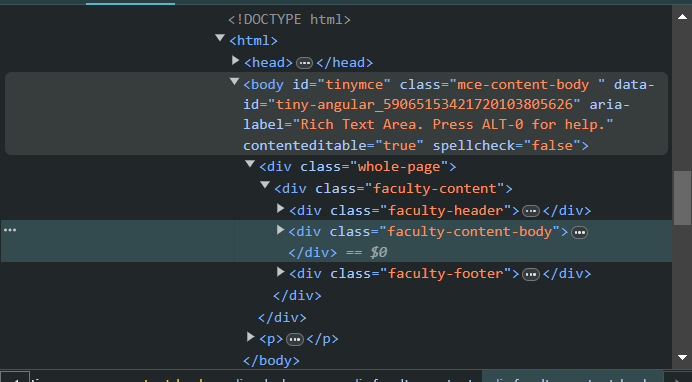 <!DOCTYPE html>
<html>
<head>…</head>
<body id="tinymce" class="mce-content-body " data-
id="tiny-angular_59065153421720103805626" aria-
label="Rich Text Area. Press ALT-0 for help."
contenteditable="true" spellcheck="false">
<div class="whole-page">
<div class="faculty-content">
<div class="faculty-header">…</div>
<div class="faculty-content-body">…
</div> == $0
<div class="faculty-footer">…</div>
</div>
</div>
<p>…</p>
</body>